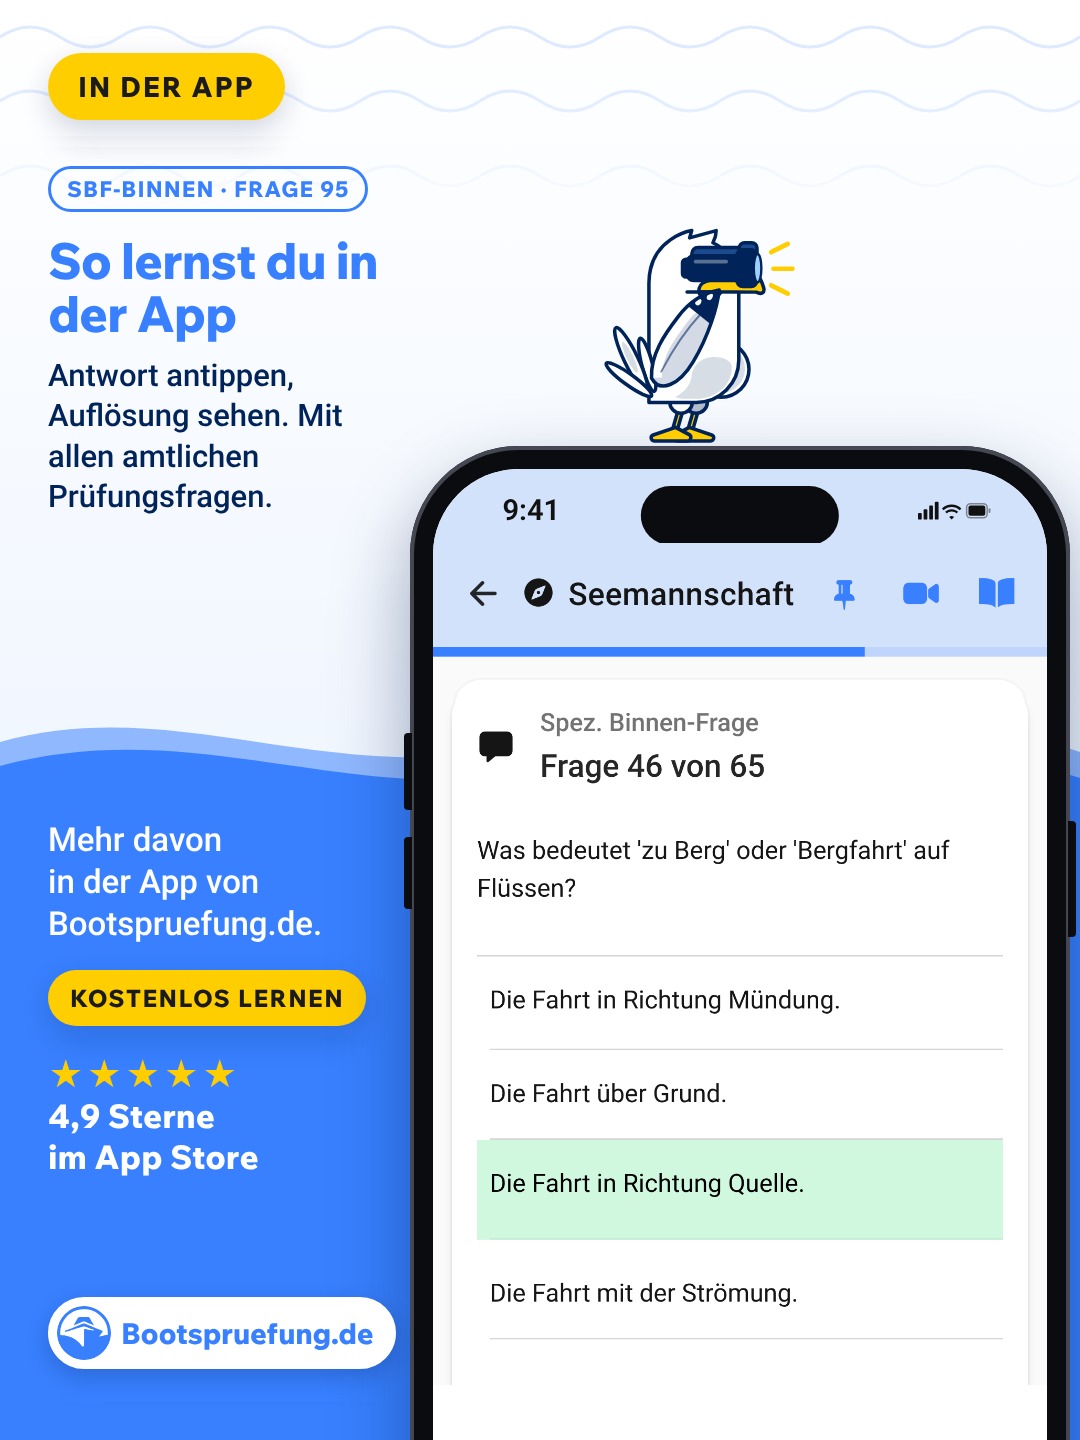 IN DER APP
SBF-BINNEN · FRAGE 95
So lernst du in
der App
Antwort antippen,
Auflösung sehen. Mit
allen amtlichen
Prüfungsfragen.
9:41
Seemannschaft
Spez. Binnen-Frage
Frage 46 von 65
Was bedeutet 'zu Berg' oder 'Bergfahrt' auf
Flüssen?
Die Fahrt in Richtung Mündung.
Die Fahrt über Grund.
Die Fahrt in Richtung Quelle.
Die Fahrt mit der Strömung.
Mehr davon
in der App von
Bootspruefung.de.
KOSTENLOS LERNEN
4,9 Sterne
im App Store
Bootspruefung.de